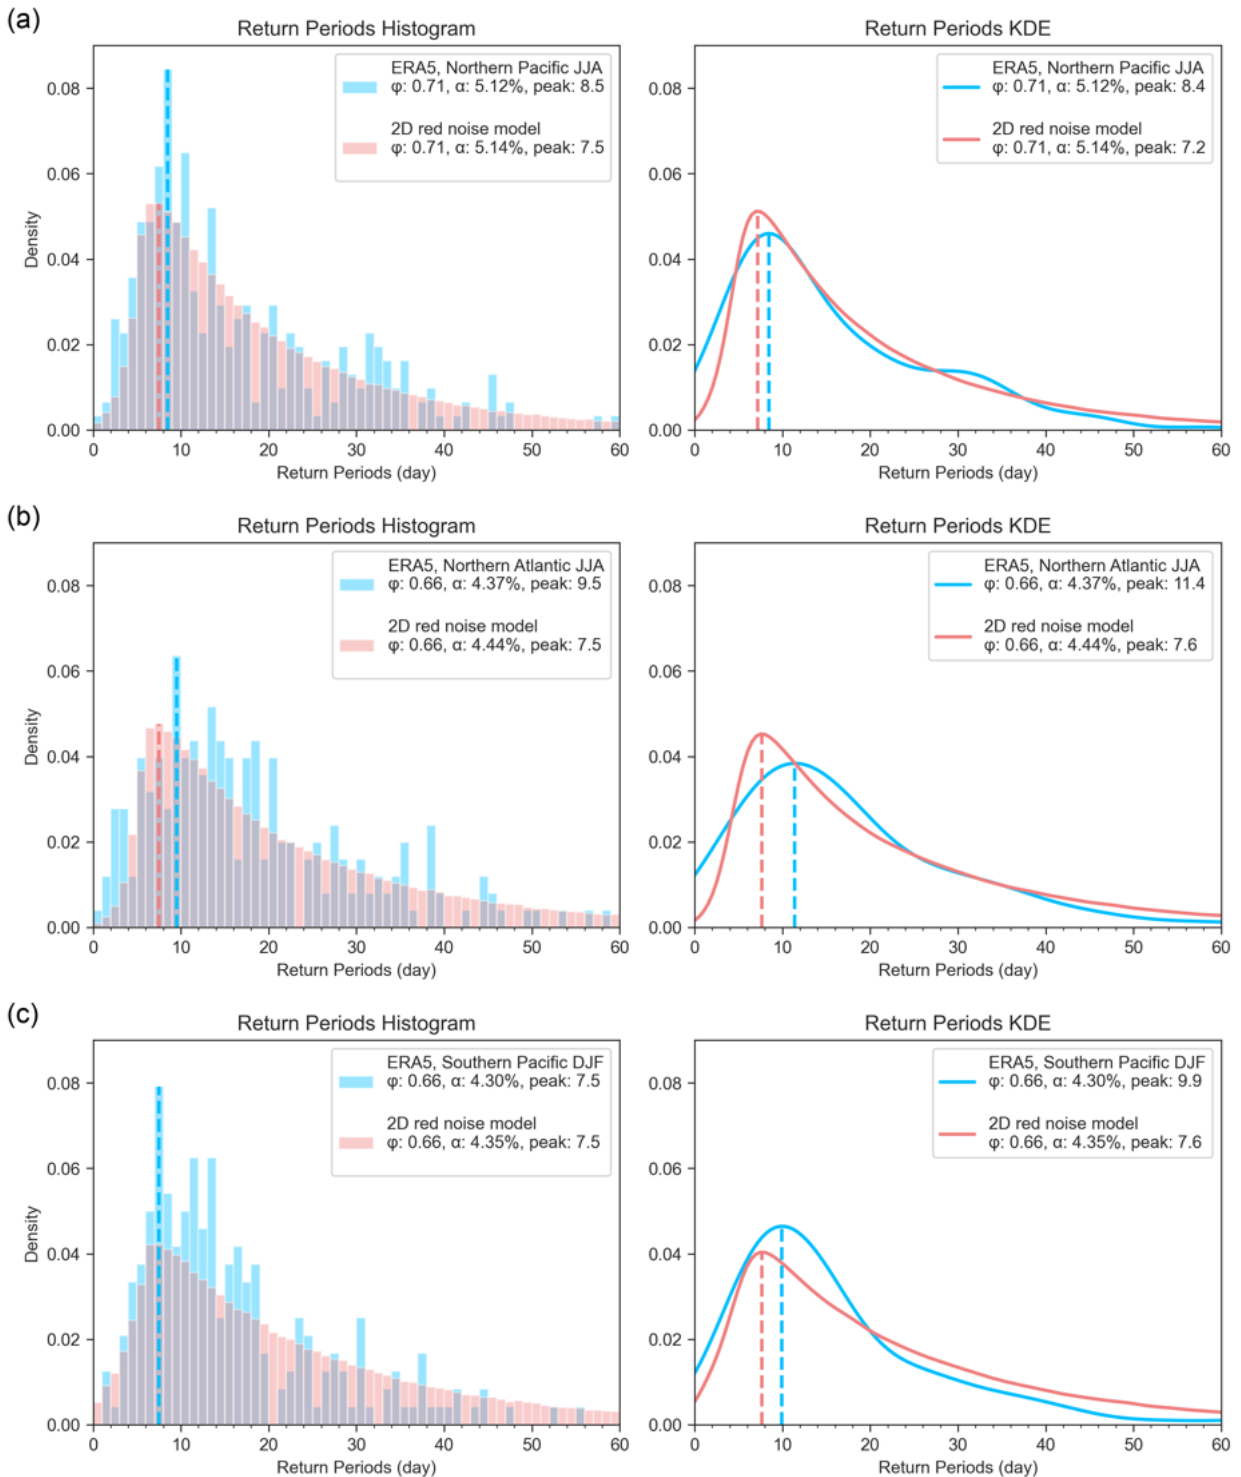 (a)
Return Periods Histogram
ERA5, Northern Pacific JJA
φ: 0.71, α: 5.12%, peak: 8.5
2D red noise model
φ: 0.71, α: 5.14%, peak: 7.5
0.08
0.06
0.04
0.02
0.00
Density
0 10 20 30 40 50 60
Return Periods (day)
Return Periods KDE
ERA5, Northern Pacific JJA
φ: 0.71, α: 5.12%, peak: 8.4
2D red noise model
φ: 0.71, α: 5.14%, peak: 7.2
0.08
0.06
0.04
0.02
0.00
0 10 20 30 40 50 60
Return Periods (day)
(b)
Return Periods Histogram
ERA5, Northern Atlantic JJA
φ: 0.66, α: 4.37%, peak: 9.5
2D red noise model
φ: 0.66, α: 4.44%, peak: 7.5
0.08
0.06
0.04
0.02
0.00
Density
0 10 20 30 40 50 60
Return Periods (day)
Return Periods KDE
ERA5, Northern Atlantic JJA
φ: 0.66, α: 4.37%, peak: 11.4
2D red noise model
φ: 0.66, α: 4.44%, peak: 7.6
0.08
0.06
0.04
0.02
0.00
0 10 20 30 40 50 60
Return Periods (day)
(c)
Return Periods Histogram
ERA5, Southern Pacific DJF
φ: 0.66, α: 4.30%, peak: 7.5
2D red noise model
φ: 0.66, α: 4.35%, peak: 7.5
0.08
0.06
0.04
0.02
0.00
Density
0 10 20 30 40 50 60
Return Periods (day)
Return Periods KDE
ERA5, Southern Pacific DJF
φ: 0.66, α: 4.30%, peak: 9.9
2D red noise model
φ: 0.66, α: 4.35%, peak: 7.6
0.08
0.06
0.04
0.02
0.00
0 10 20 30 40 50 60
Return Periods (day)